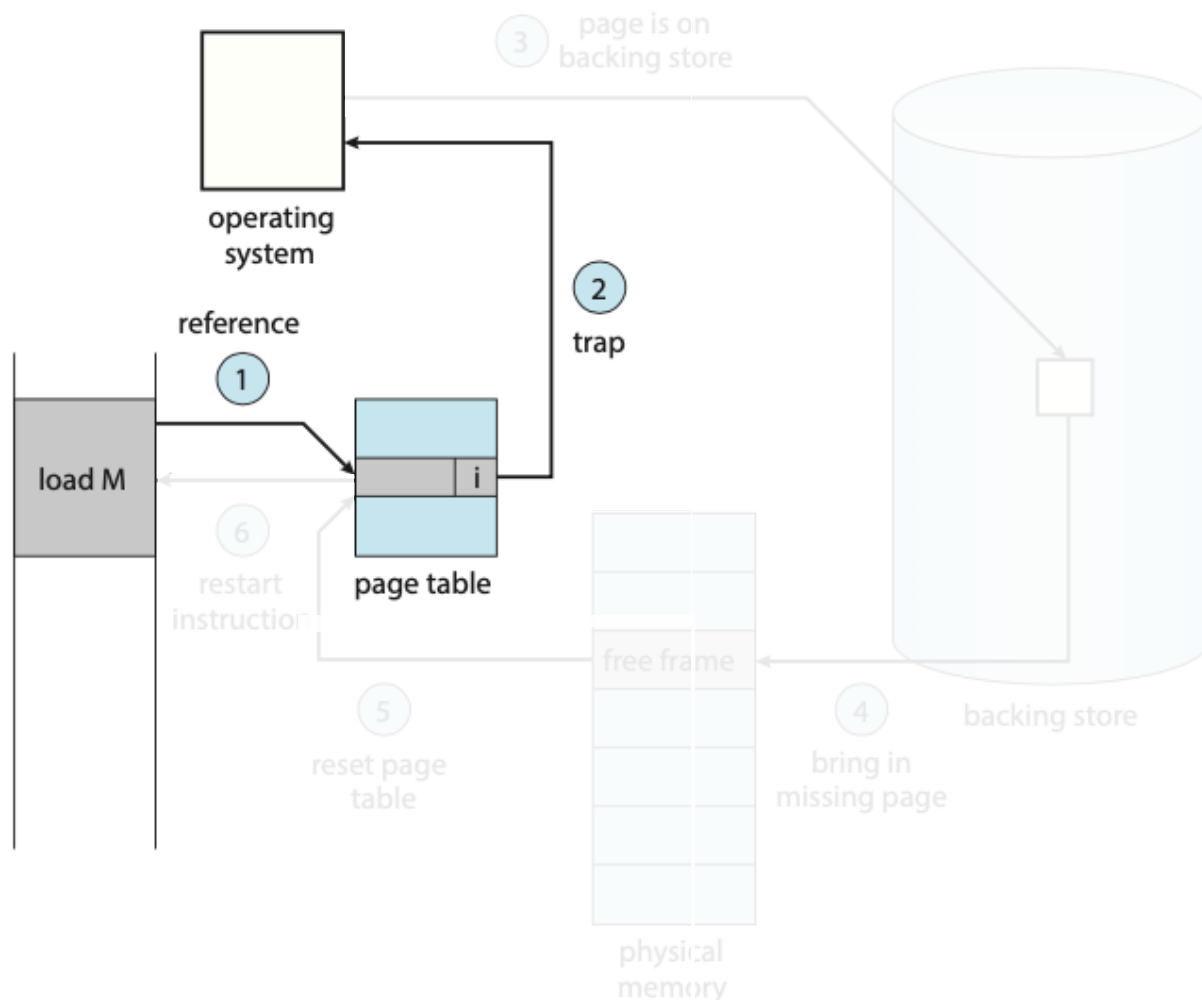 3
page is on
backing store
operating
system
2
trap
reference
1
load M
i
6
restart
instruction
page table
free frame
5
reset page
table
4
bring in
missing page
backing store
physical
memory